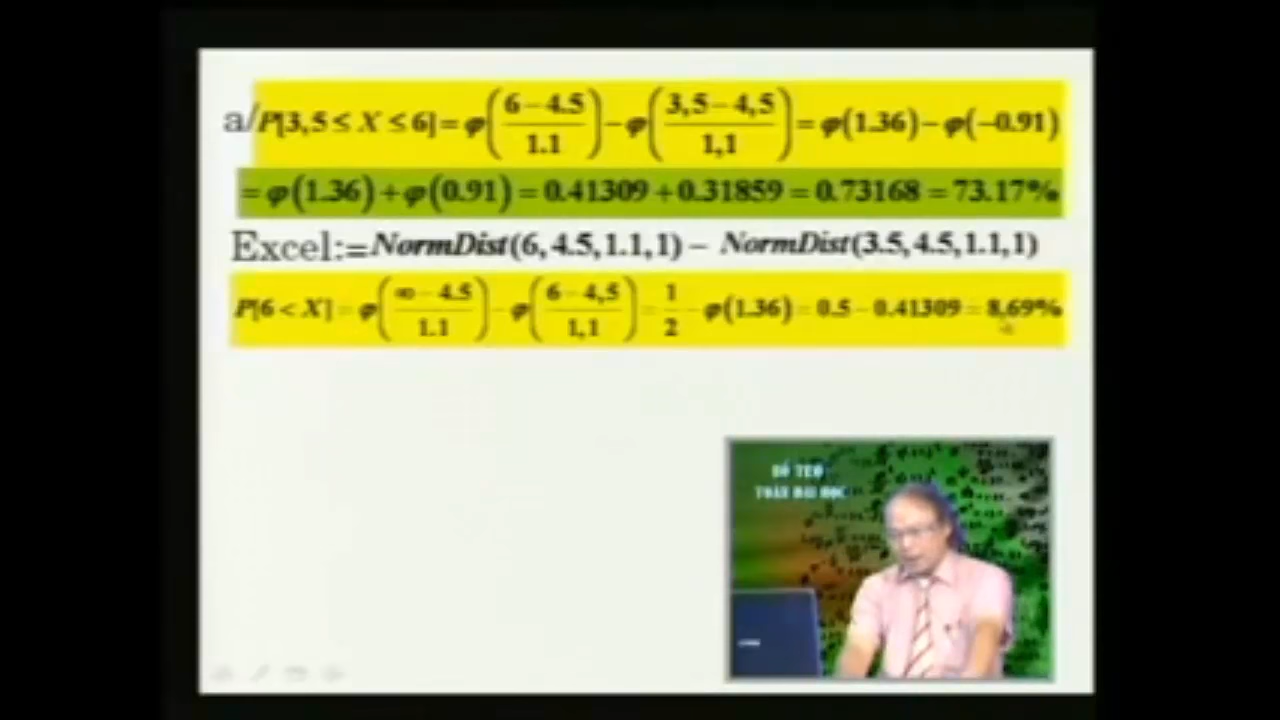 a/P[3,5 ≤ X ≤ 6] = φ((6 − 4.5)/1.1) − φ((3,5 − 4,5)/1,1) = φ(1.36) − φ(−0.91)
= φ(1.36) + φ(0.91) = 0.41309 + 0.31859 = 0.73168 = 73.17%
Excel:=NormDist(6, 4.5, 1.1, 1) − NormDist(3.5, 4.5, 1.1, 1)
P[6 < X] = φ((∞ − 4.5)/1.1) − φ((6 − 4,5)/1,1) = 1/2 − φ(1.36) = 0.5 − 0.41309 = 8,69%
TOÁN ĐẠI HỌC